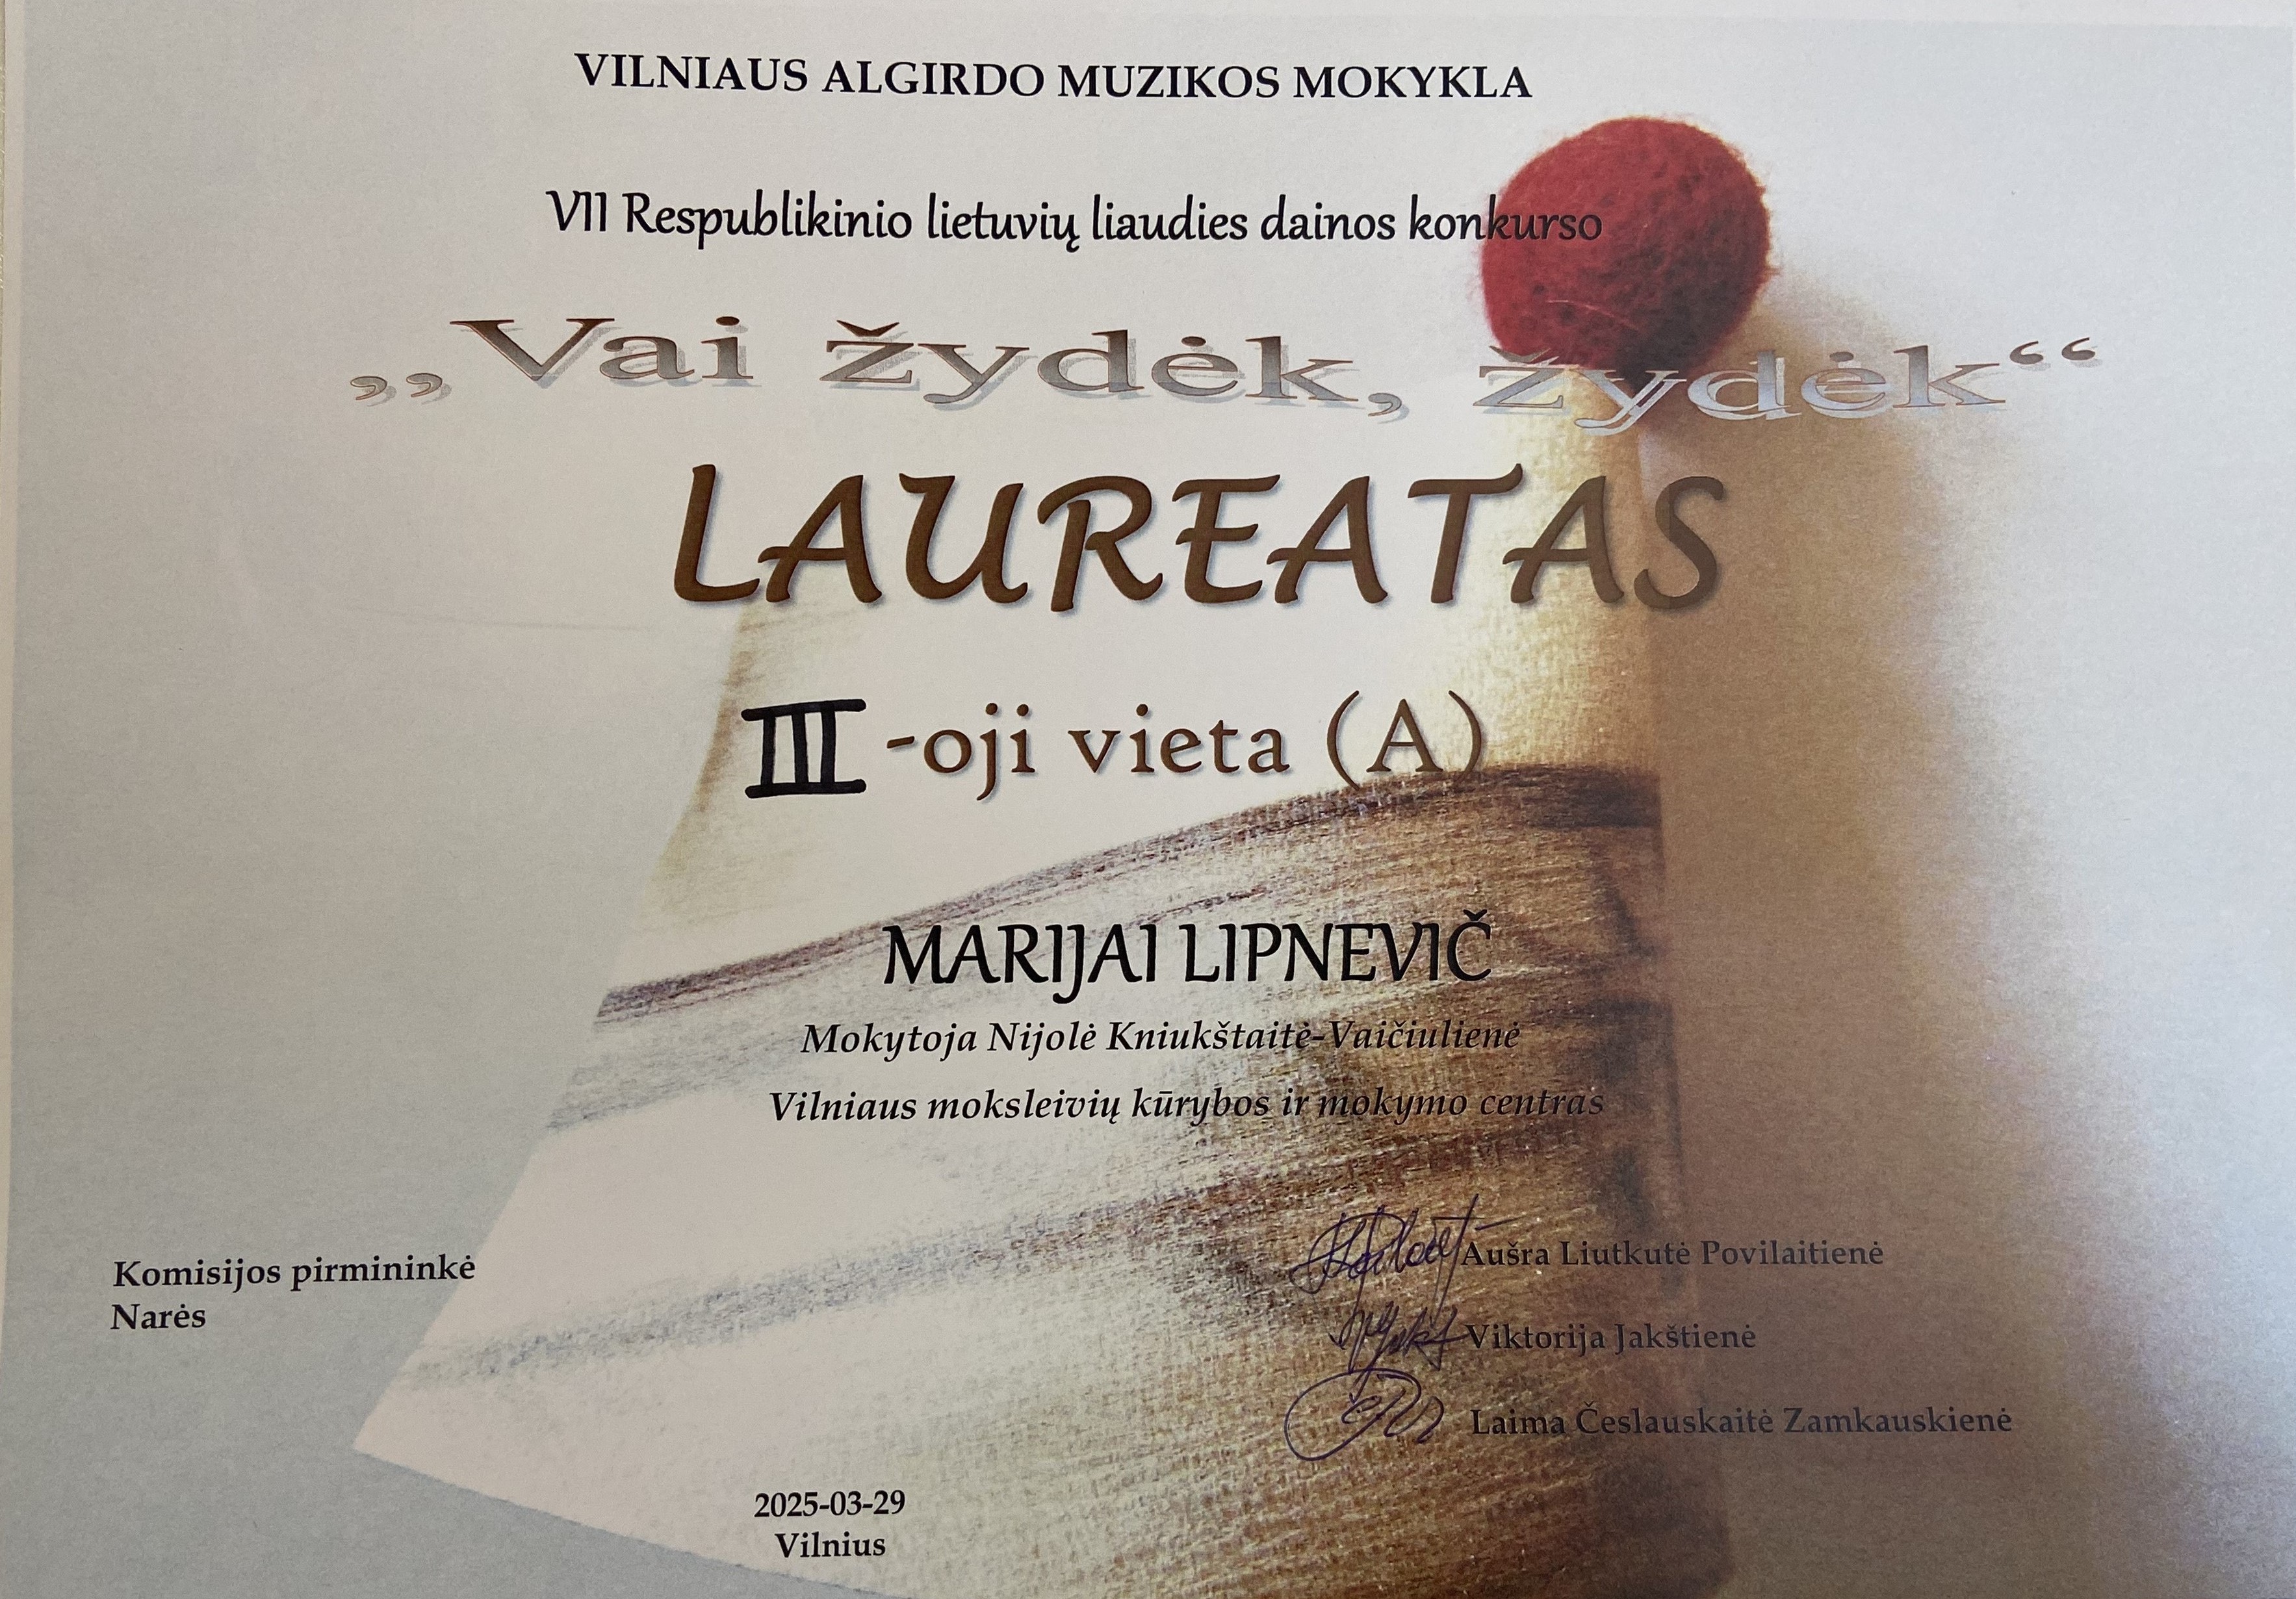 VILNIAUS ALGIRDO MUZIKOS MOKYKLA
VII Respublikinio lietuvių liaudies dainos konkurso
„Vai žydėk, žydėk“
LAUREATAS
III -oji vieta (A)
MARIJAI LIPNEVIČ
Mokytoja Nijolė Kniukštaitė-Vaičiulienė
Vilniaus moksleivių kūrybos ir mokymo centras
Komisijos pirmininkė
Aušra Liutkutė Povilaitienė
Narės
Viktorija Jakštienė
Laima Česlauskaitė Zamkauskienė
2025-03-29
Vilnius